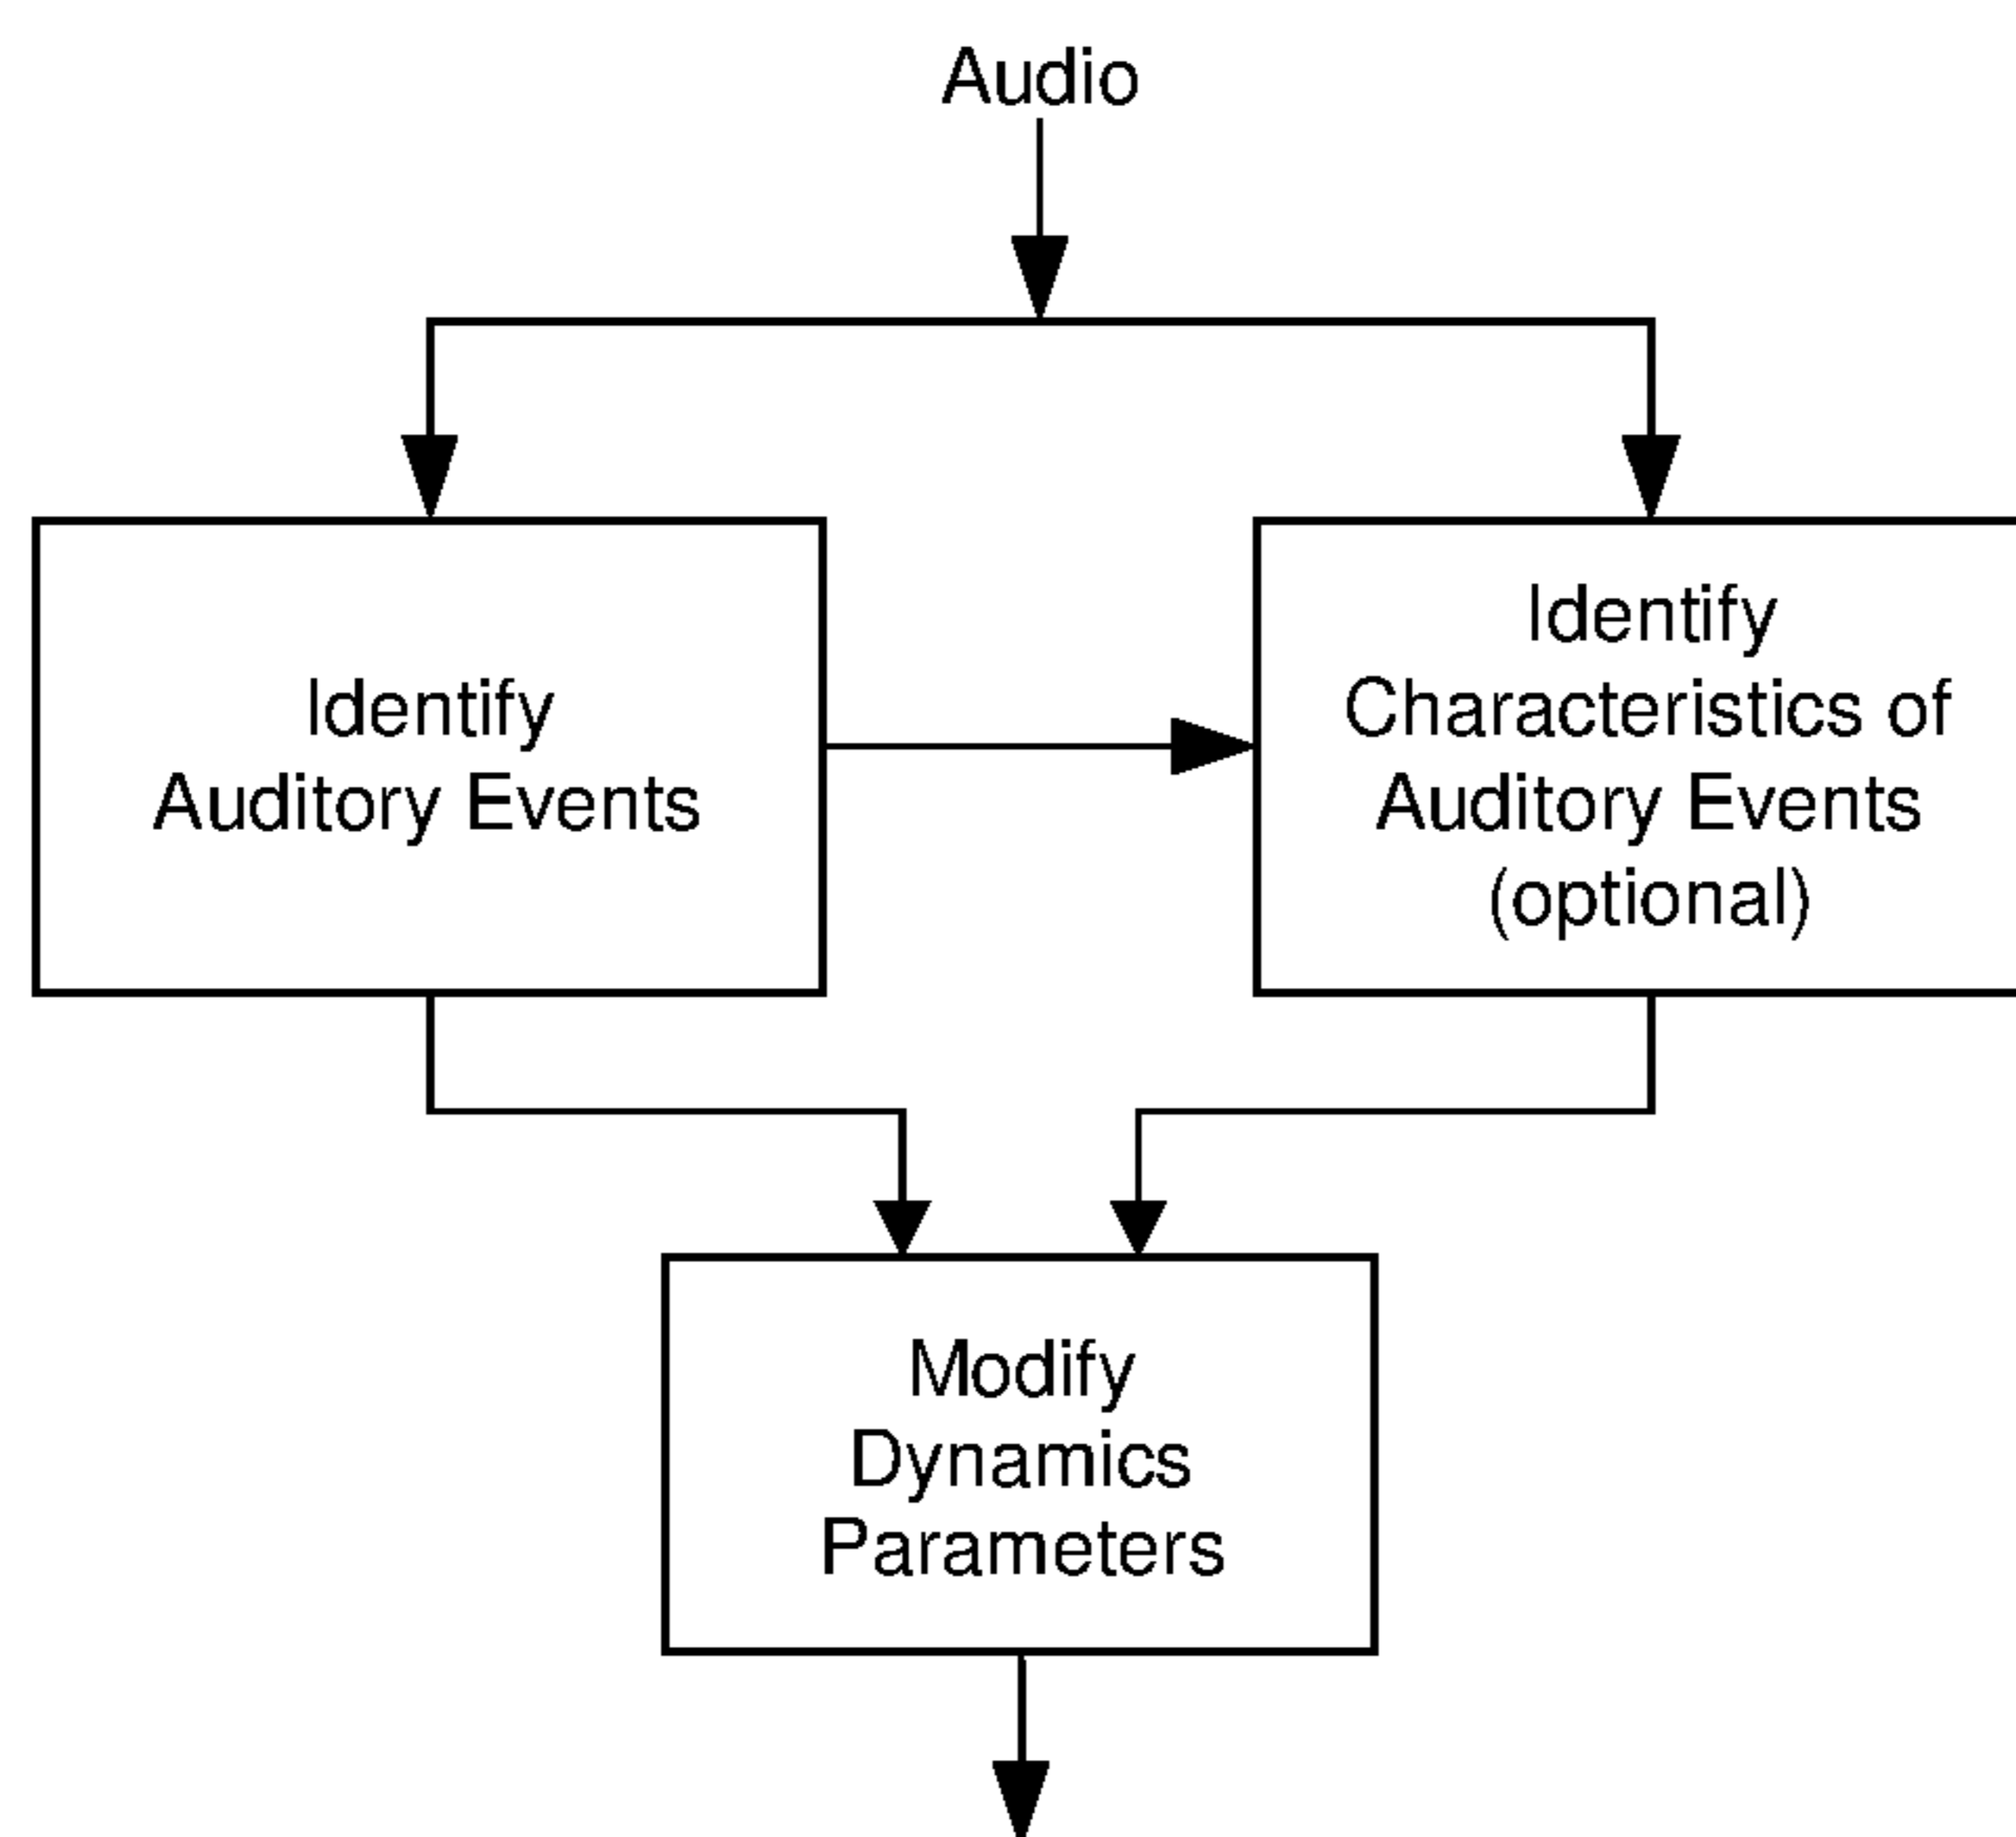 Audio
Identify
Auditory Events
Identify
Characteristics of
Auditory Events
(optional)
Modify
Dynamics
Parameters